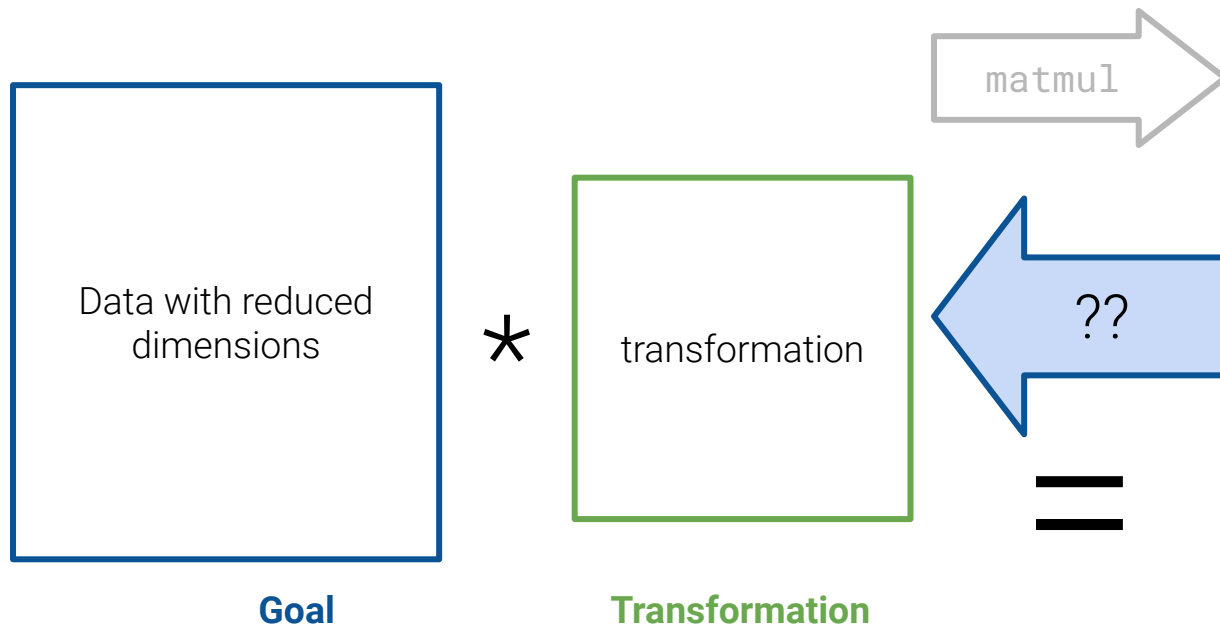 matmul
Data with reduced
dimensions
*
transformation
??
=
Goal
Transformation